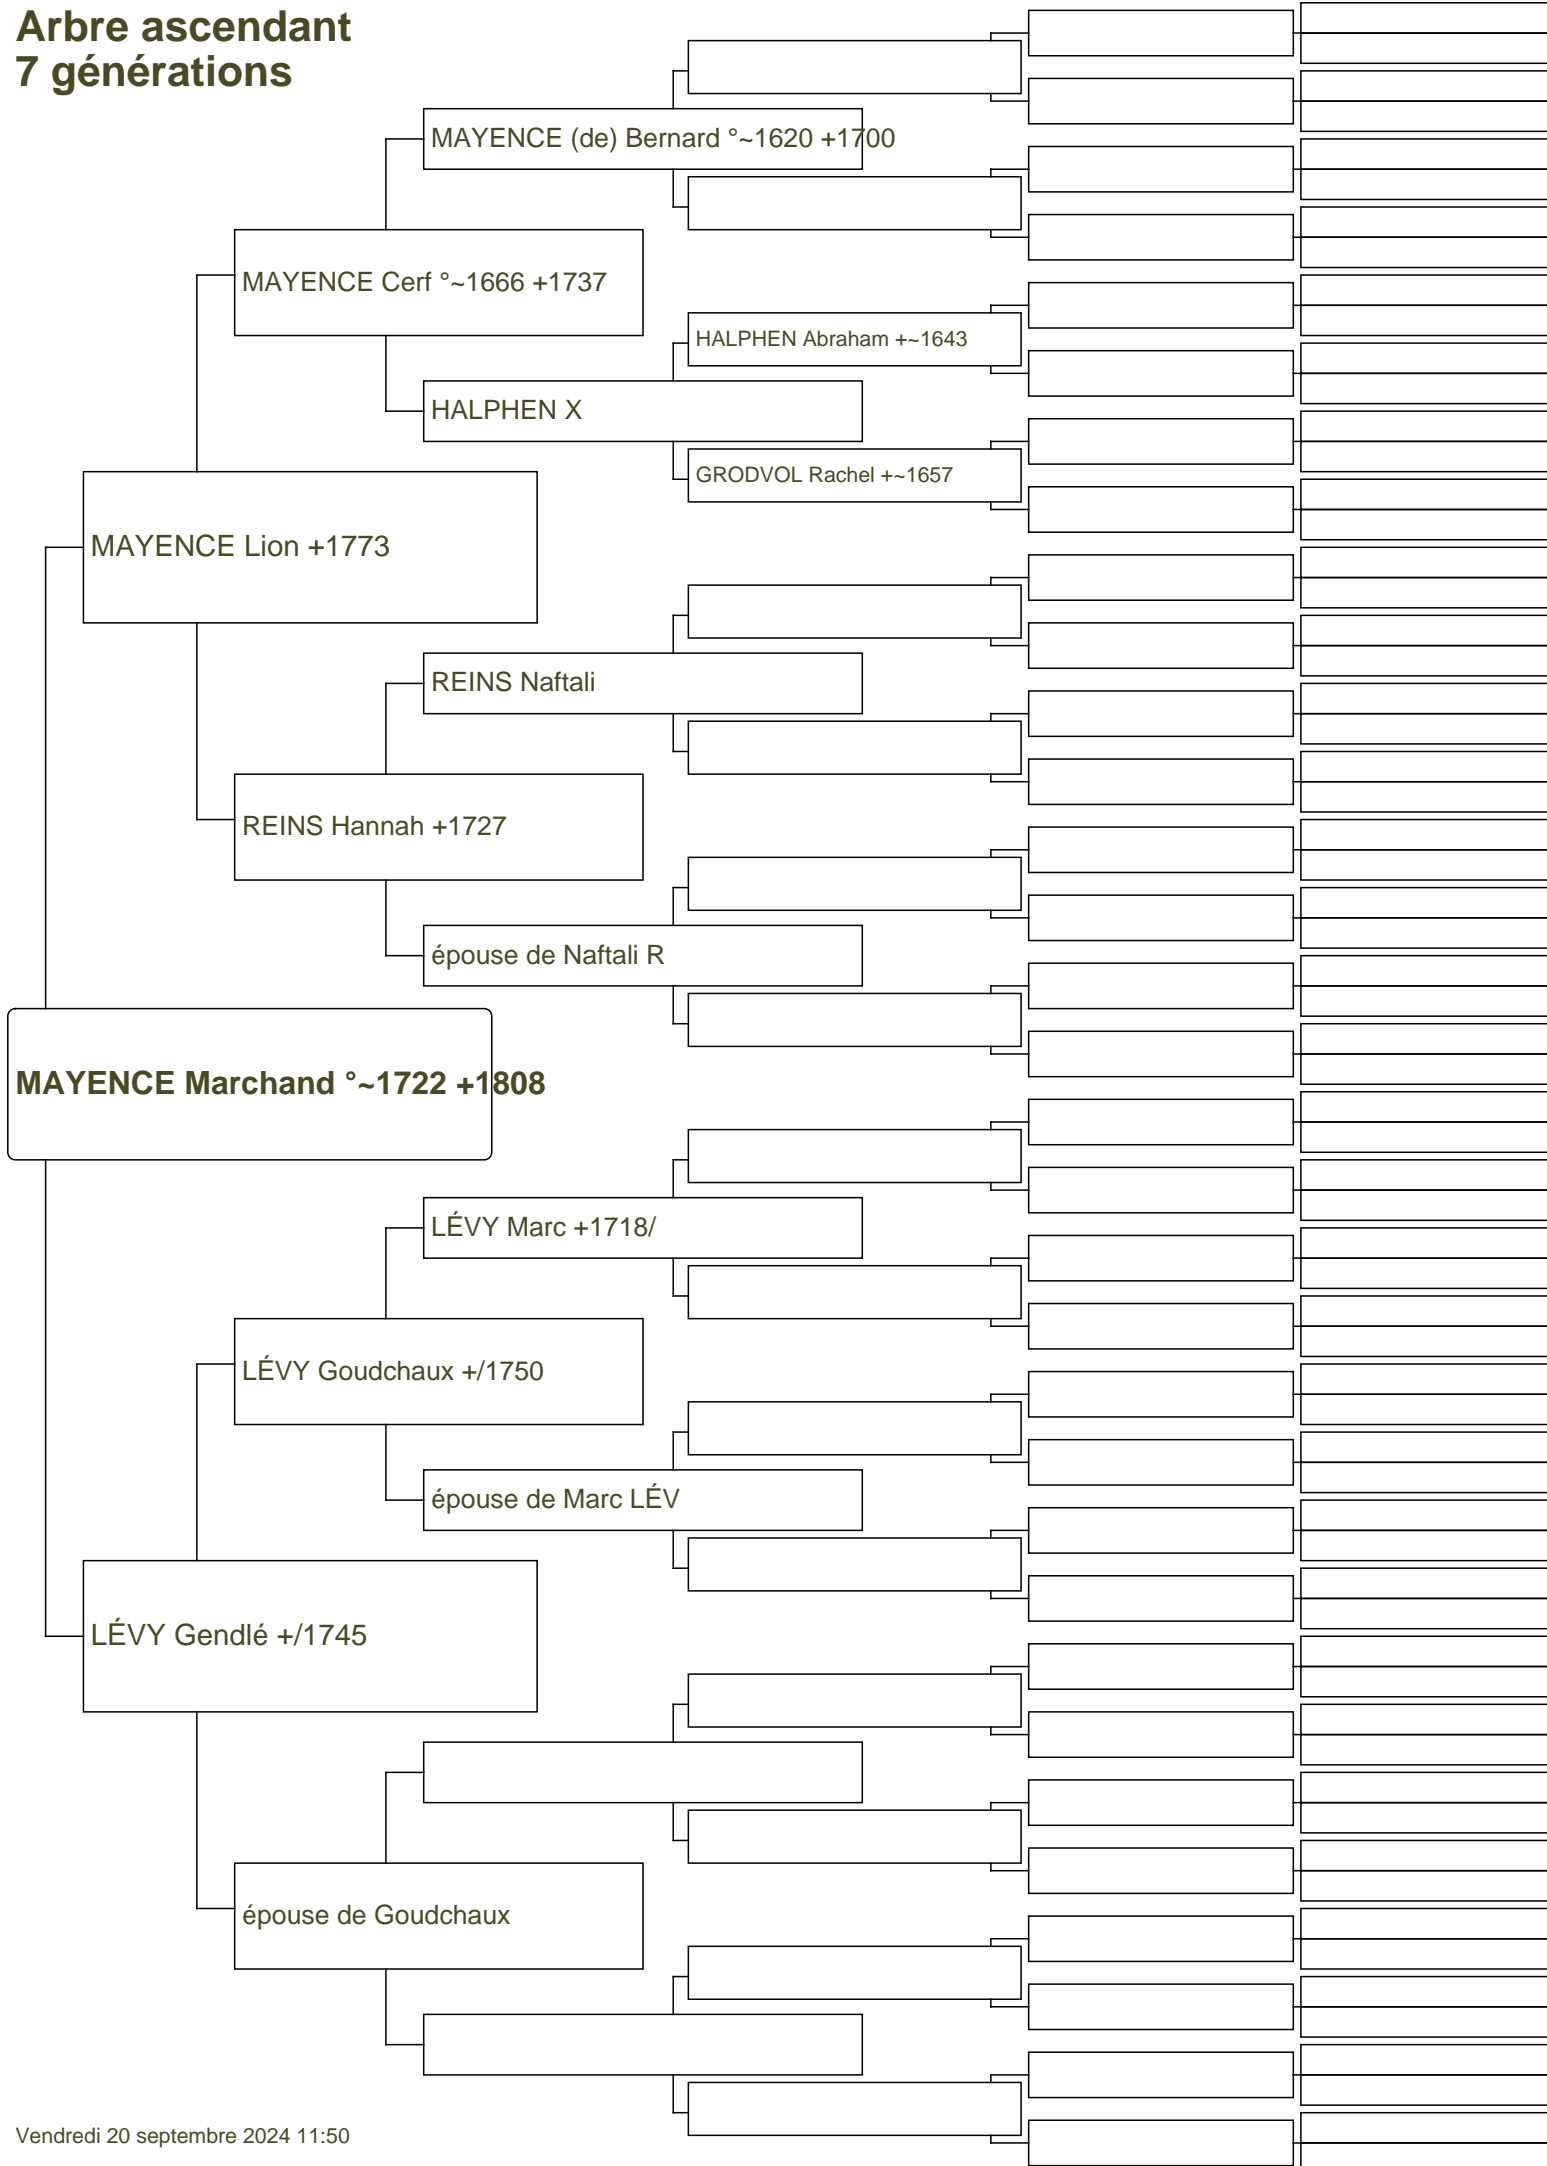 Arbre ascendant
7 générations
MAYENCE (de) Bernard °~1620 +1700
MAYENCE Cerf °~1666 +1737
HALPHEN Abraham +~1643
HALPHEN X
GRODVOL Rachel +~1657
MAYENCE Lion +1773
REINS Naftali
REINS Hannah +1727
épouse de Naftali R
MAYENCE Marchand °~1722 +1808
LÉVY Marc +1718/
LÉVY Goudchaux +/1750
épouse de Marc LÉV
LÉVY Gendlé +/1745
épouse de Goudchaux
Vendredi 20 septembre 2024 11:50